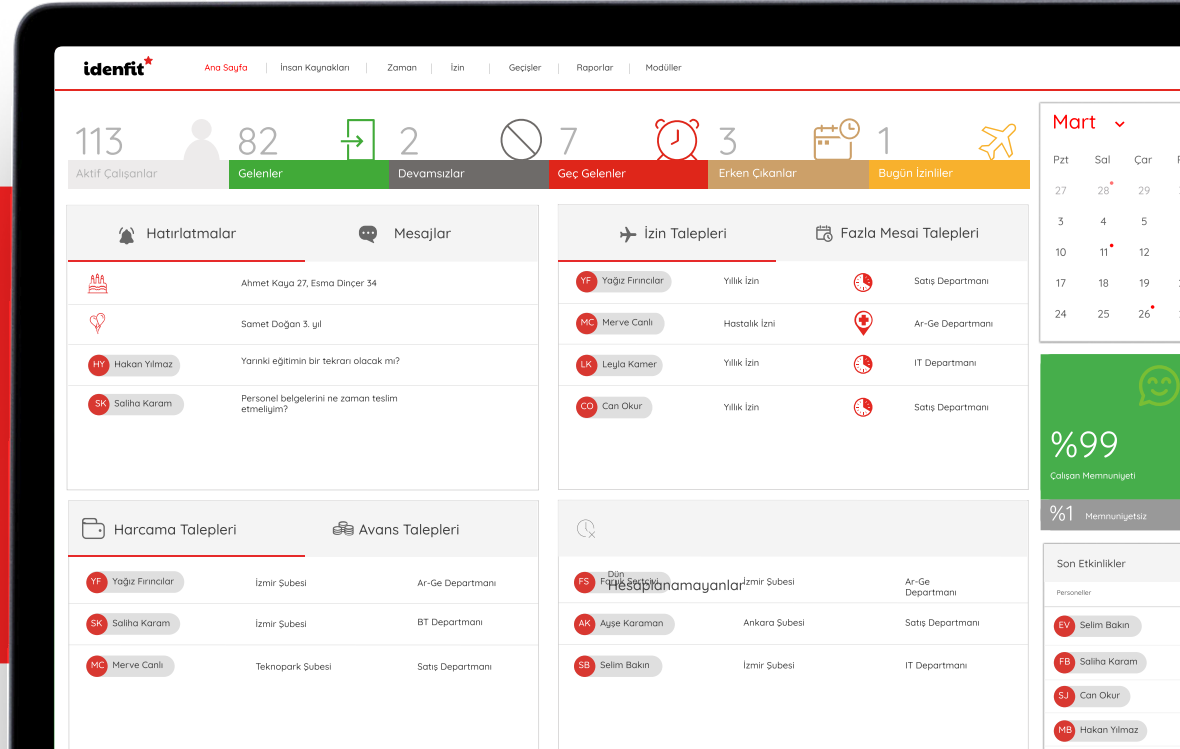 idenfit
Ana Sayfa İnsan Kaynakları Zaman İzin Geçişler Raporlar Modüller
113 82 2 7 3 1
Aktif Çalışanlar Gelenler Devamsızlar Geç Gelenler Erken Çıkanlar Bugün İzinliler
Hatırlatmalar Mesajlar
Ahmet Kaya 27, Esma Dinçer 34
Samet Doğan 3. yıl
HY Hakan Yılmaz Yarınki eğitimin bir tekrarı olacak mı?
SK Saliha Karam Personel belgelerini ne zaman teslim
etmeliyim?
İzin Talepleri Fazla Mesai Talepleri
YF Yağız Fırıncılar Yıllık İzin Satış Departmanı
MC Merve Canlı Hastalık İzni Ar-Ge Departmanı
LK Leyla Kamer Yıllık İzin IT Departmanı
CO Can Okur Yıllık İzin Satış Departmanı
Mart
Pzt Sal Çar
27 28 29
3 4 5
10 11 12
17 18 19
24 25 26
%99
Çalışan Memnuniyeti
%1 Memnuniyetsiz
Harcama Talepleri Avans Talepleri
YF Yağız Fırıncılar İzmir Şubesi Ar-Ge Departmanı
SK Saliha Karam İzmir Şubesi BT Departmanı
MC Merve Canlı Teknopark Şubesi Satış Departmanı
Dün
Hesaplanamayanlar
FS İzmir Şubesi Ar-Ge
Departmanı
AK Ayşe Karaman Ankara Şubesi Satış Departmanı
SB Selim Bakın İzmir Şubesi IT Departmanı
Son Etkinlikler
Personeller
EV Selim Bakın
FB Saliha Karam
SJ Can Okur
MB Hakan Yılmaz